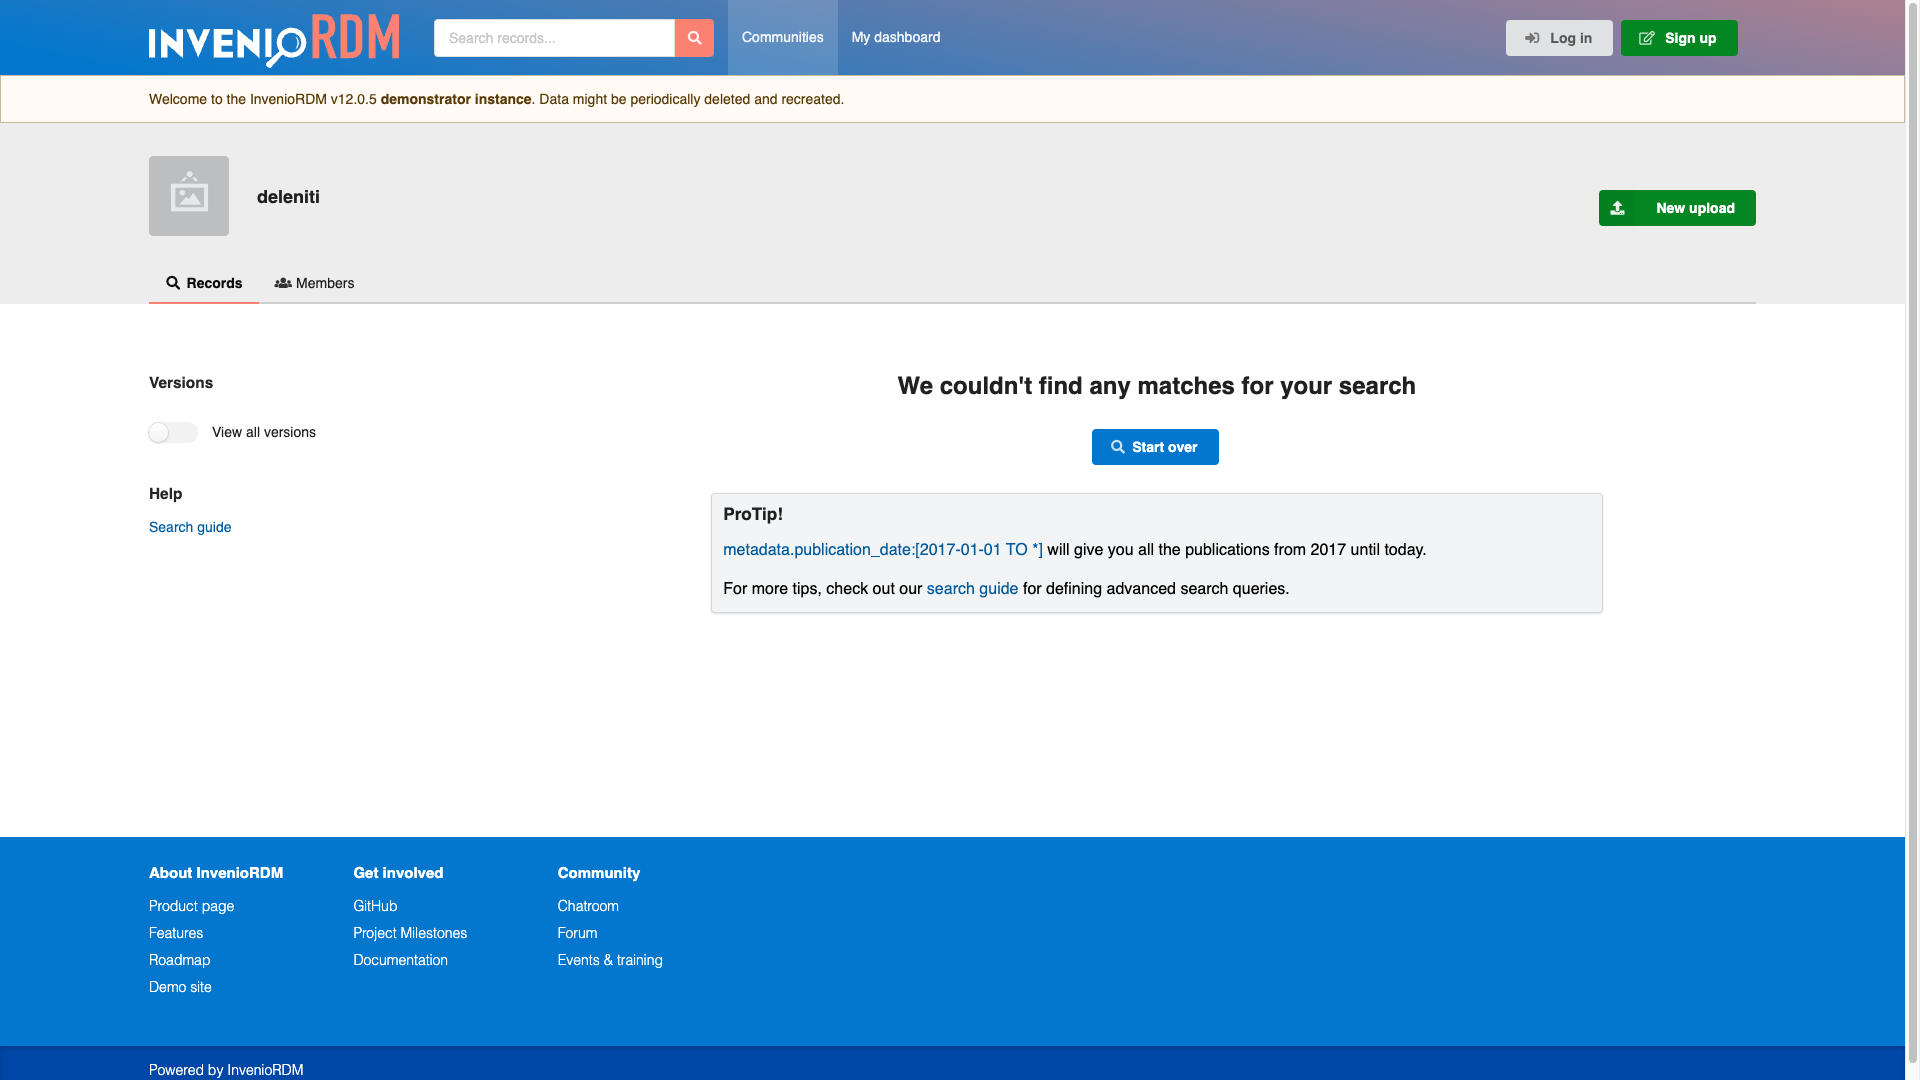 INVENIO RDM
Search records...
Communities
My dashboard
Log in
Sign up
Welcome to the InvenioRDM v12.0.5 demonstrator instance. Data might be periodically deleted and recreated.
deleniti
New upload
Records
Members
Versions
View all versions
Help
Search guide
We couldn't find any matches for your search
Start over
ProTip!
metadata.publication_date:[2017-01-01 TO *] will give you all the publications from 2017 until today.
For more tips, check out our search guide for defining advanced search queries.
About InvenioRDM
Product page
Features
Roadmap
Demo site
Get involved
GitHub
Project Milestones
Documentation
Community
Chatroom
Forum
Events & training
Powered by InvenioRDM